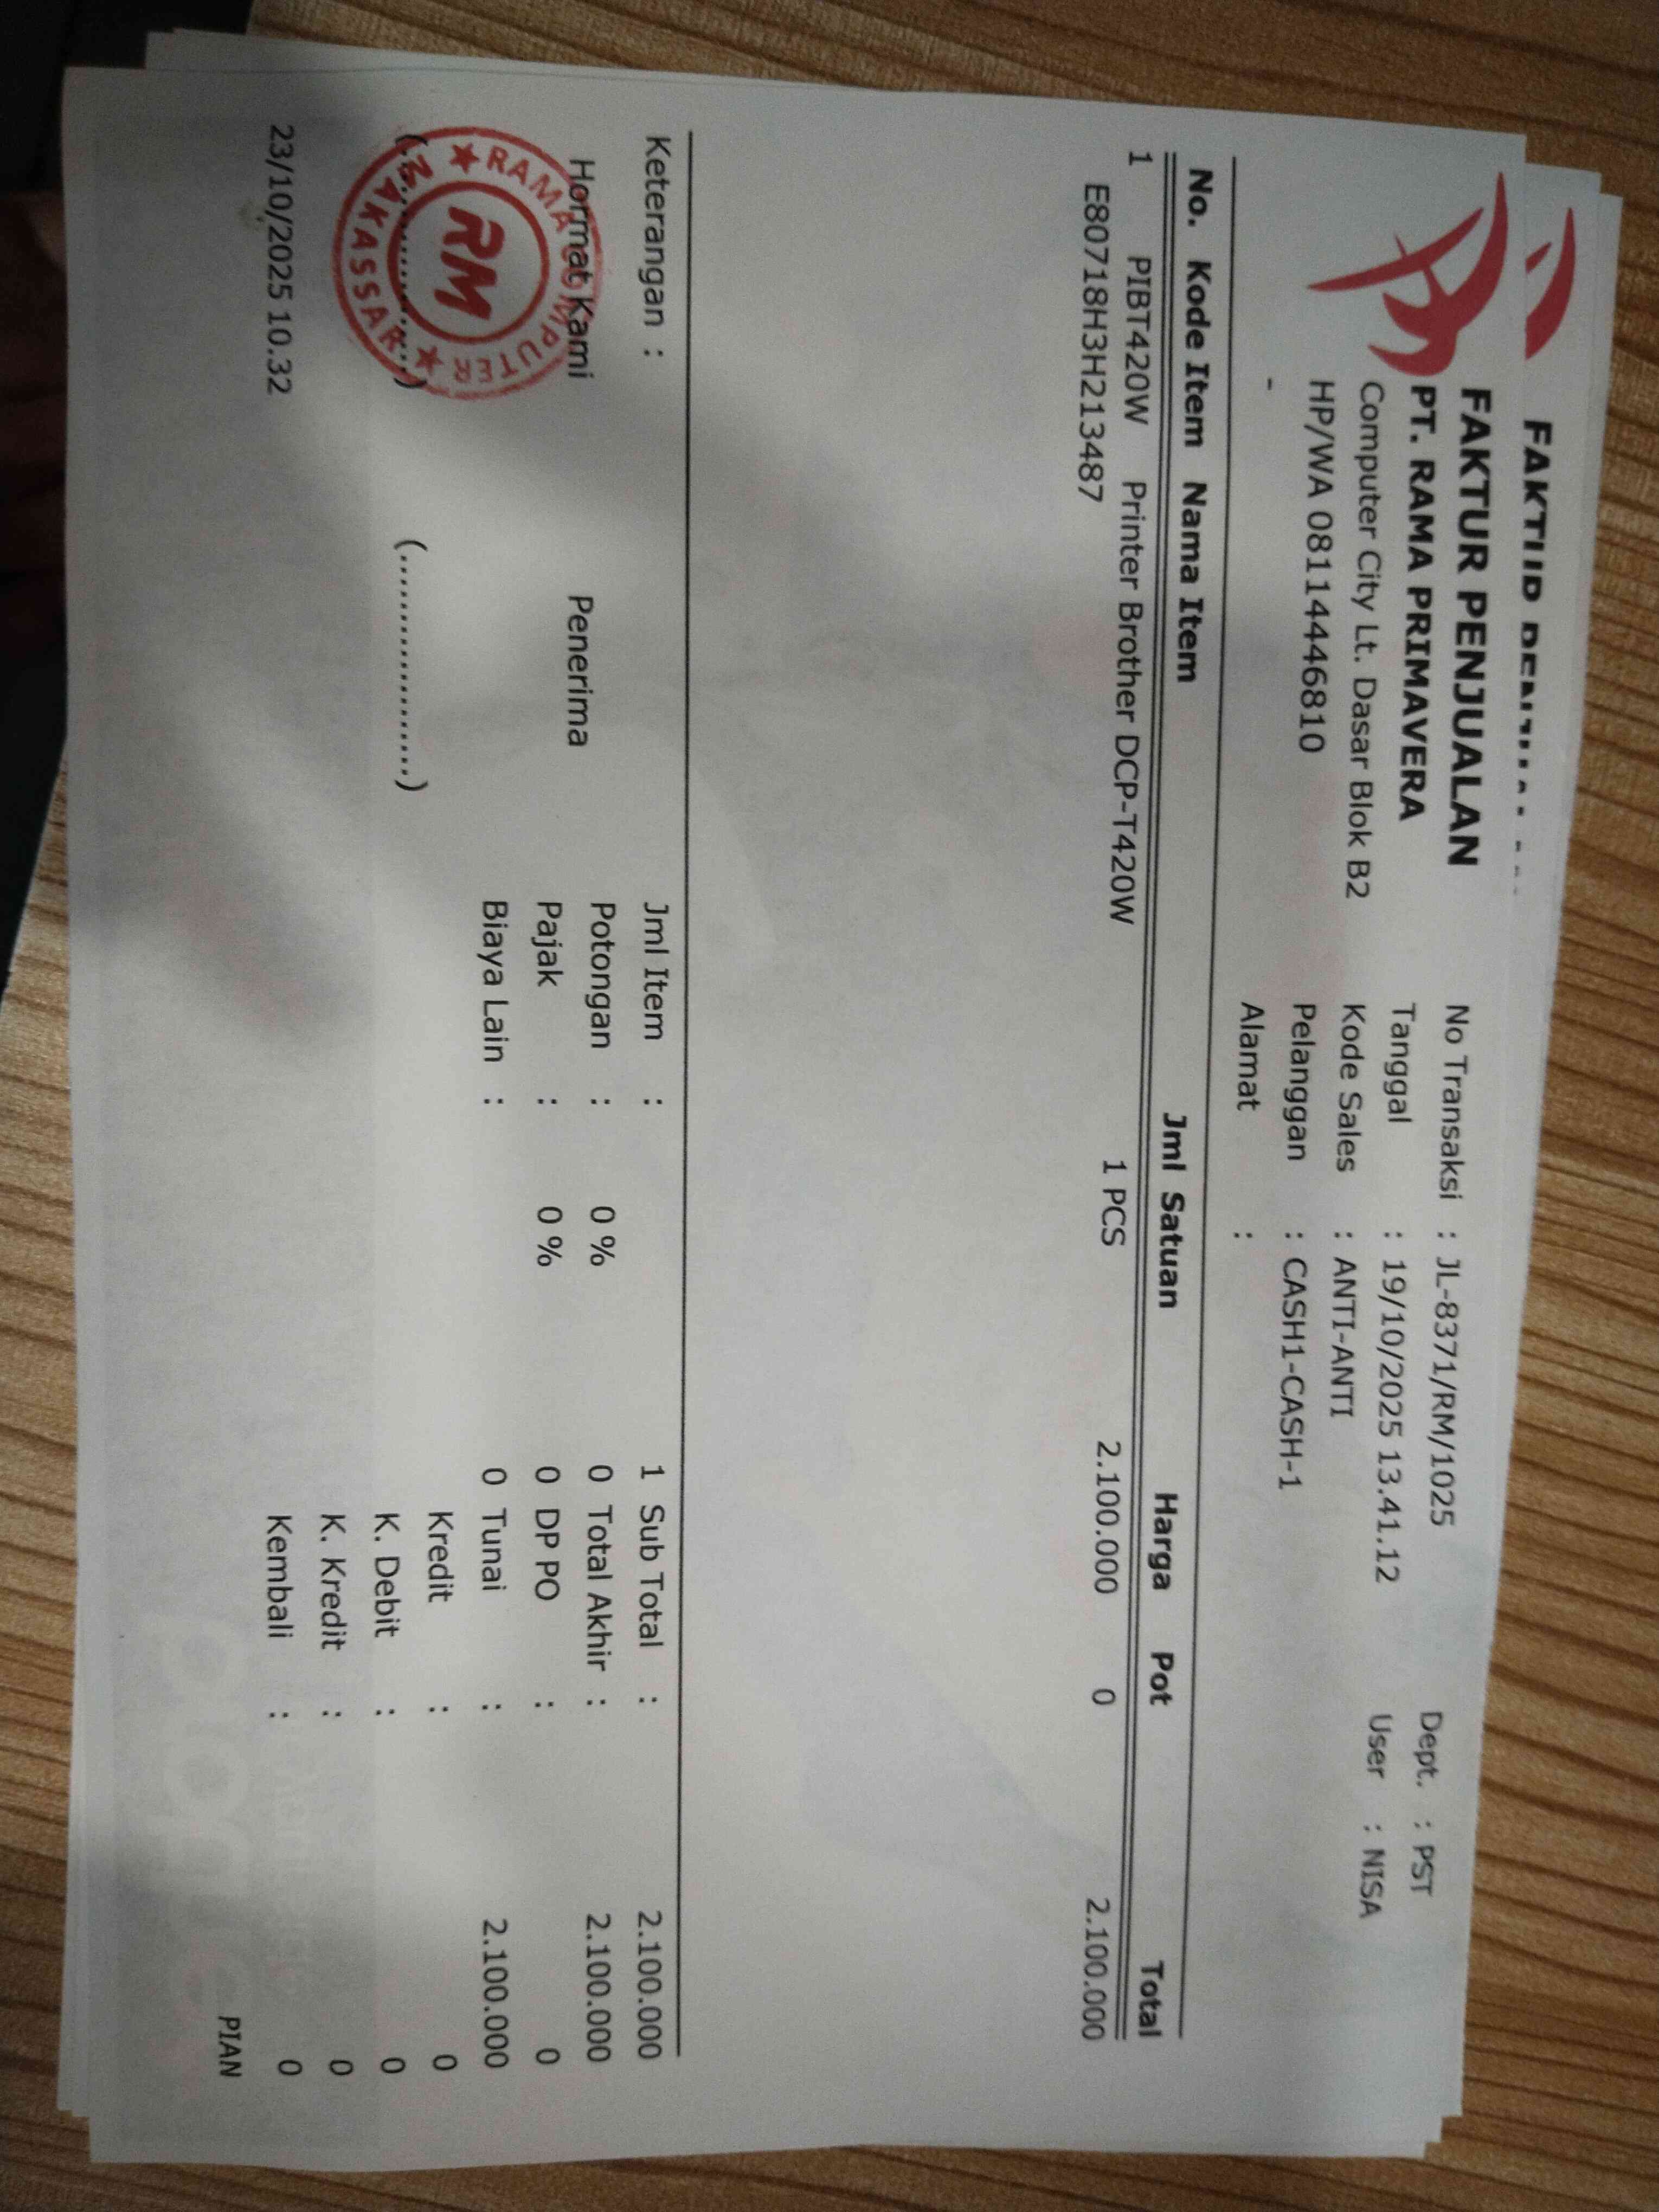 FAKTUR PENJUALAN
PT. RAMA PRIMAVERA
Computer City Lt. Dasar Blok B2
HP/WA 08114446810
-
No Transaksi : JL-8371/RM/1025
Tanggal : 19/10/2025 13.41.12
Kode Sales : ANTI-ANTI
Pelanggan : CASH1-CASH-1
Alamat :
Dept. : PST
User : NISA
No. Kode Item Nama Item Jml Satuan Harga Pot Total
1 PIBT420W Printer Brother DCP-T420W 1 PCS 2.100.000 0 2.100.000
E80718H3H213487
Keterangan :
Hormat Kami
Penerima
(................)
(................)
RAMA COMPUTER
RM
MAKASSAR
23/10/2025 10.32
Jml Item : 1
Potongan : 0 % 0
Pajak : 0 % 0
Biaya Lain : 0
Sub Total : 2.100.000
Total Akhir : 2.100.000
DP PO : 0
Tunai : 2.100.000
Kredit : 0
K. Debit : 0
K. Kredit : 0
Kembali : 0
PIAN